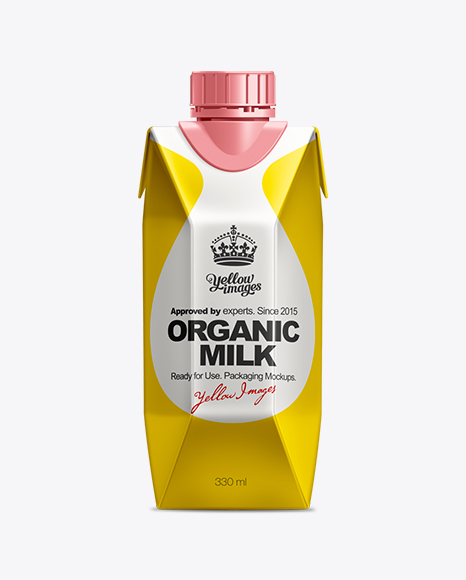 Yellow
images
Approved by experts. Since 2015
ORGANIC
MILK
Ready for Use. Packaging Mockups.
Yellow Images
330 ml